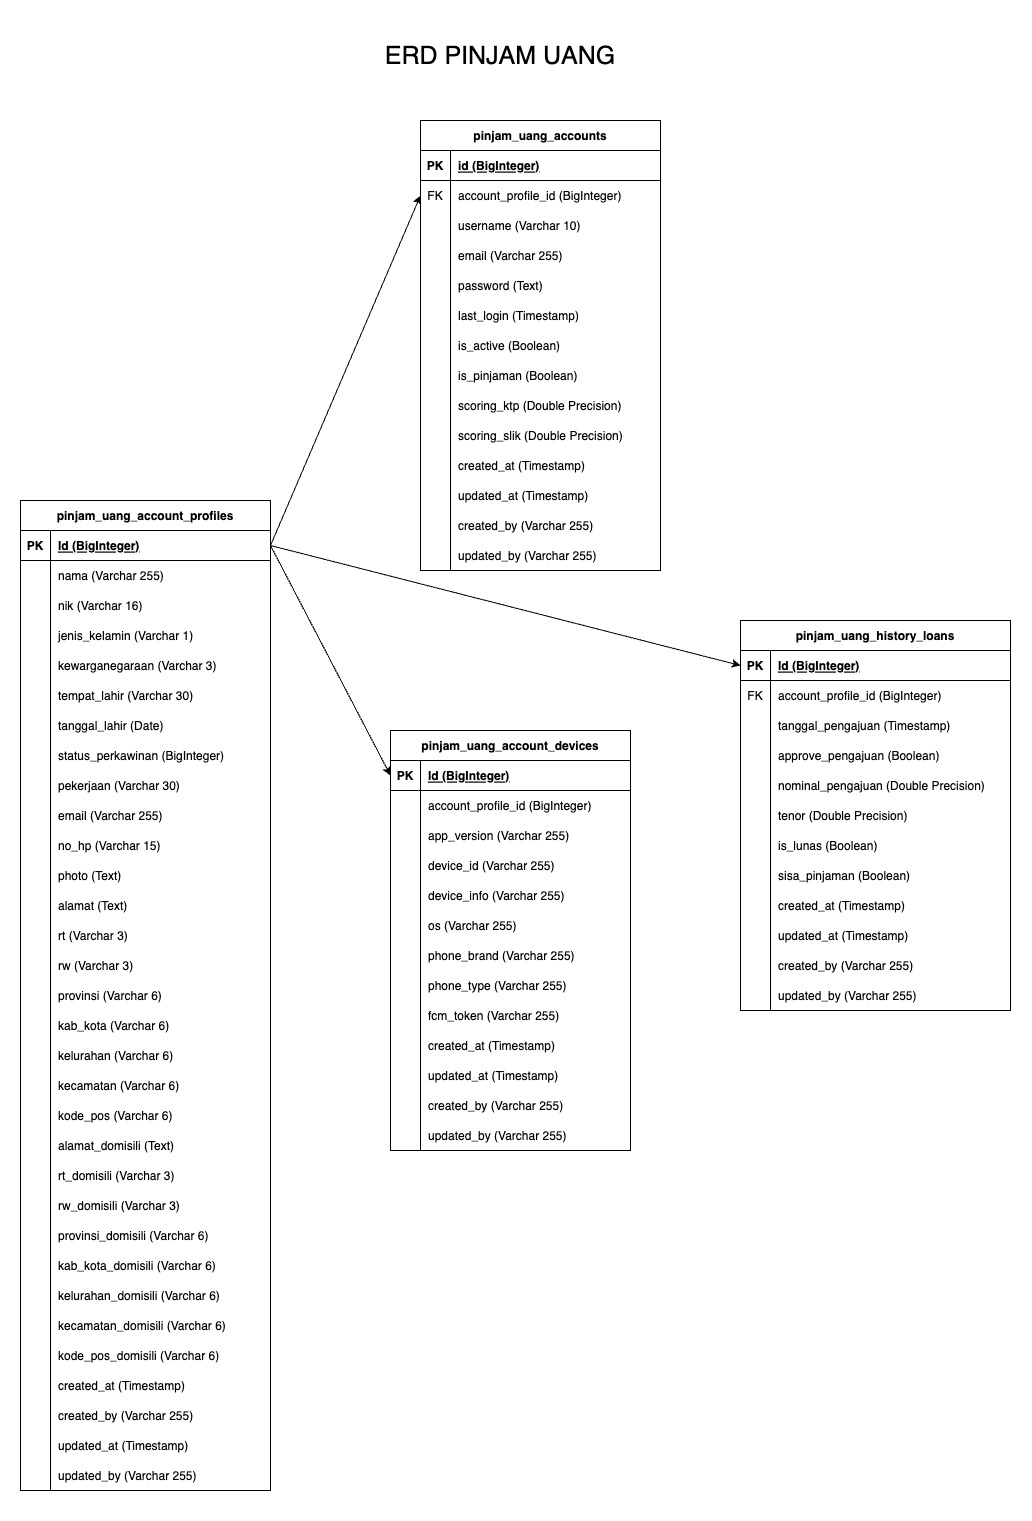 ERD PINJAM UANG
pinjam_uang_accounts
PK id (BigInteger)
FK account_profile_id (BigInteger)
username (Varchar 10)
email (Varchar 255)
password (Text)
last_login (Timestamp)
is_active (Boolean)
is_pinjaman (Boolean)
scoring_ktp (Double Precision)
scoring_slik (Double Precision)
created_at (Timestamp)
updated_at (Timestamp)
created_by (Varchar 255)
updated_by (Varchar 255)
pinjam_uang_account_profiles
PK Id (BigInteger)
nama (Varchar 255)
nik (Varchar 16)
jenis_kelamin (Varchar 1)
kewarganegaraan (Varchar 3)
tempat_lahir (Varchar 30)
tanggal_lahir (Date)
status_perkawinan (BigInteger)
pekerjaan (Varchar 30)
email (Varchar 255)
no_hp (Varchar 15)
photo (Text)
alamat (Text)
rt (Varchar 3)
rw (Varchar 3)
provinsi (Varchar 6)
kab_kota (Varchar 6)
kelurahan (Varchar 6)
kecamatan (Varchar 6)
kode_pos (Varchar 6)
alamat_domisili (Text)
rt_domisili (Varchar 3)
rw_domisili (Varchar 3)
provinsi_domisili (Varchar 6)
kab_kota_domisili (Varchar 6)
kelurahan_domisili (Varchar 6)
kecamatan_domisili (Varchar 6)
kode_pos_domisili (Varchar 6)
created_at (Timestamp)
created_by (Varchar 255)
updated_at (Timestamp)
updated_by (Varchar 255)
pinjam_uang_account_devices
PK Id (BigInteger)
account_profile_id (BigInteger)
app_version (Varchar 255)
device_id (Varchar 255)
device_info (Varchar 255)
os (Varchar 255)
phone_brand (Varchar 255)
phone_type (Varchar 255)
fcm_token (Varchar 255)
created_at (Timestamp)
updated_at (Timestamp)
created_by (Varchar 255)
updated_by (Varchar 255)
pinjam_uang_history_loans
PK Id (BigInteger)
FK account_profile_id (BigInteger)
tanggal_pengajuan (Timestamp)
approve_pengajuan (Boolean)
nominal_pengajuan (Double Precision)
tenor (Double Precision)
is_lunas (Boolean)
sisa_pinjaman (Boolean)
created_at (Timestamp)
updated_at (Timestamp)
created_by (Varchar 255)
updated_by (Varchar 255)